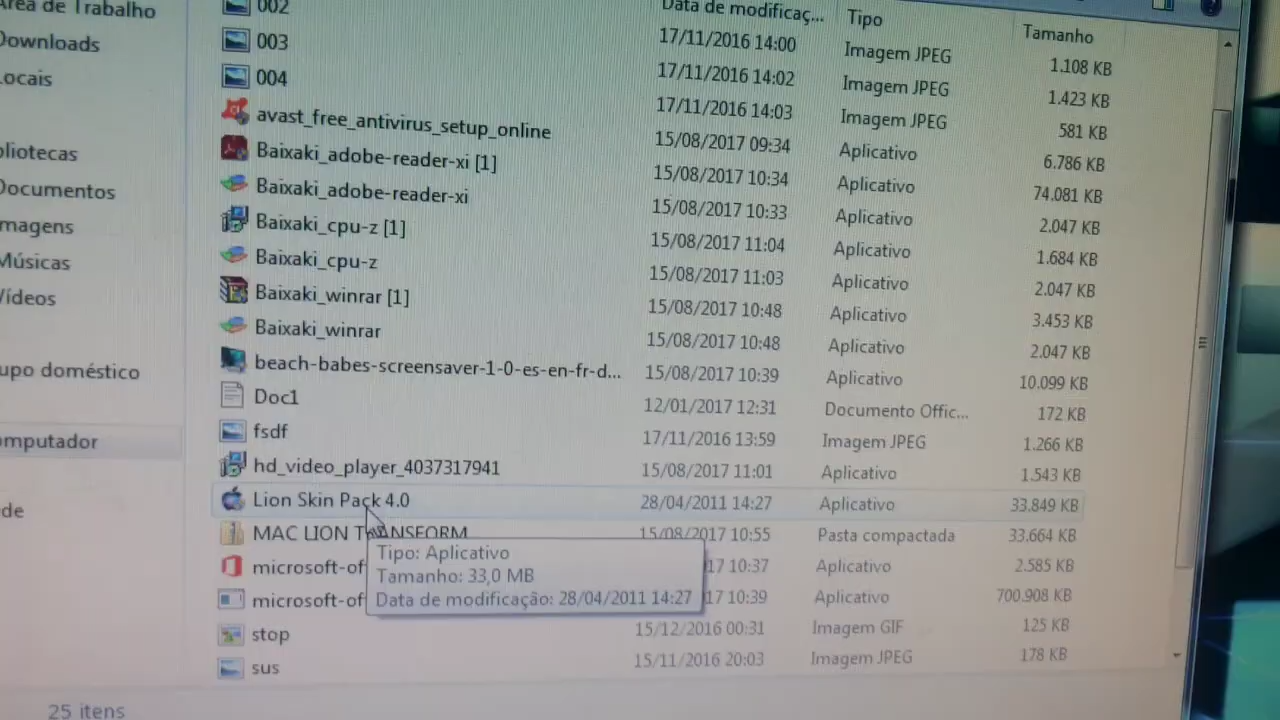 Área de Trabalho
Downloads
Locais
bliotecas
Documentos
magens
Músicas
Vídeos
upo doméstico
omputador
de
Data de modificaç... Tipo Tamanho
002 17/11/2016 14:00 Imagem JPEG 1.108 KB
003 17/11/2016 14:02 Imagem JPEG 1.423 KB
004 17/11/2016 14:03 Imagem JPEG 581 KB
avast_free_antivirus_setup_online 15/08/2017 09:34 Aplicativo 6.786 KB
Baixaki_adobe-reader-xi [1] 15/08/2017 10:34 Aplicativo 74.081 KB
Baixaki_adobe-reader-xi 15/08/2017 10:33 Aplicativo 2.047 KB
Baixaki_cpu-z [1] 15/08/2017 11:04 Aplicativo 1.684 KB
Baixaki_cpu-z 15/08/2017 11:03 Aplicativo 2.047 KB
Baixaki_winrar [1] 15/08/2017 10:48 Aplicativo 3.453 KB
Baixaki_winrar 15/08/2017 10:48 Aplicativo 2.047 KB
beach-babes-screensaver-1-0-es-en-fr-d... 15/08/2017 10:39 Aplicativo 10.099 KB
Doc1 12/01/2017 12:31 Documento Offic... 172 KB
fsdf 17/11/2016 13:59 Imagem JPEG 1.266 KB
hd_video_player_4037317941 15/08/2017 11:01 Aplicativo 1.543 KB
Lion Skin Pack 4.0 28/04/2011 14:27 Aplicativo 33.849 KB
MAC LION TRANSFORM 15/08/2017 10:55 Pasta compactada 33.664 KB
microsoft-of 17 10:37 Aplicativo 2.585 KB
microsoft-of 17 10:39 Aplicativo 700.908 KB
stop 15/12/2016 00:31 Imagem GIF 125 KB
sus 15/11/2016 20:03 Imagem JPEG 178 KB
Tipo: Aplicativo
Tamanho: 33,0 MB
Data de modificação: 28/04/2011 14:27
25 itens